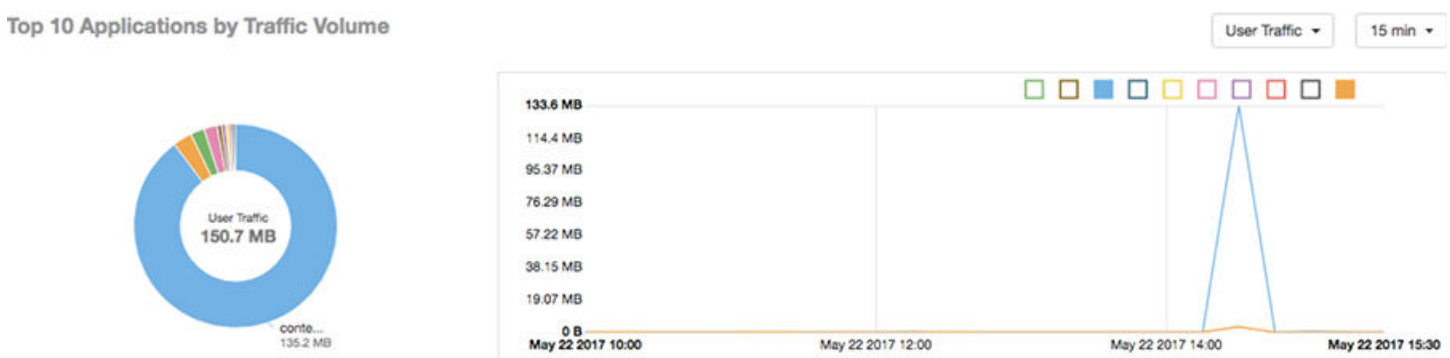 Top 10 Applications by Traffic Volume
User Traffic
15 min
User Traffic
150.7 MB
conte...
135.2 MB
133.6 MB
114.4 MB
95.37 MB
76.29 MB
57.22 MB
38.15 MB
19.07 MB
0 B
May 22 2017 10:00
May 22 2017 12:00
May 22 2017 14:00
May 22 2017 15:30